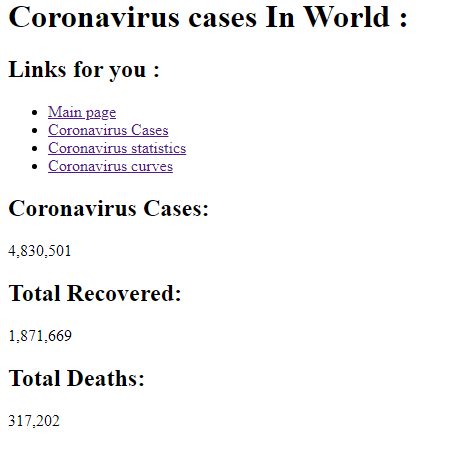 Coronavirus cases In World :
Links for you :
Main page
Coronavirus Cases
Coronavirus statistics
Coronavirus curves
Coronavirus Cases:
4,830,501
Total Recovered:
1,871,669
Total Deaths:
317,202